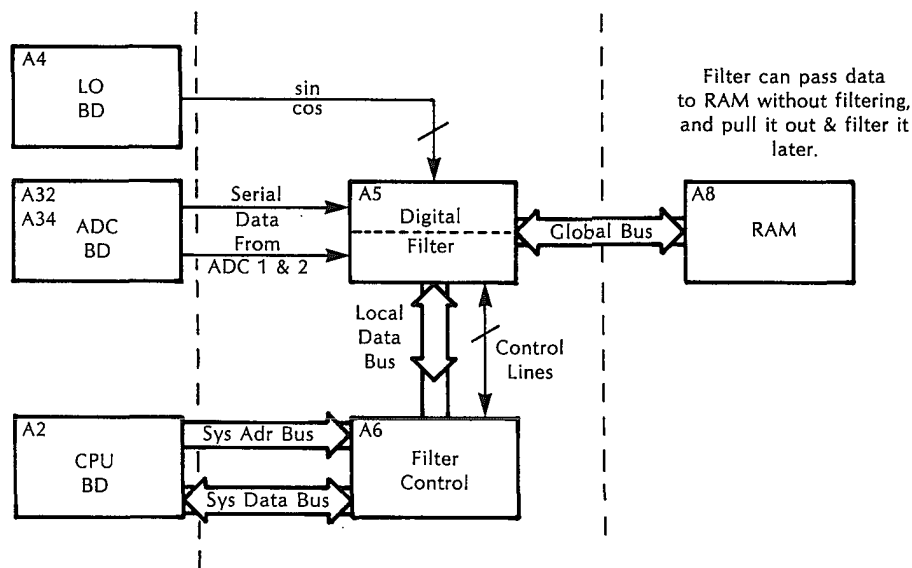 A4
LO
BD
sin
cos
Filter can pass data
to RAM without filtering,
and pull it out & filter it
later.
A32
A34
ADC
BD
Serial
Data
From
ADC 1 & 2
A5
Digital
Filter
Global Bus
A8
RAM
Local
Data
Bus
Control
Lines
A2
CPU
BD
Sys Adr Bus
Sys Data Bus
A6
Filter
Control